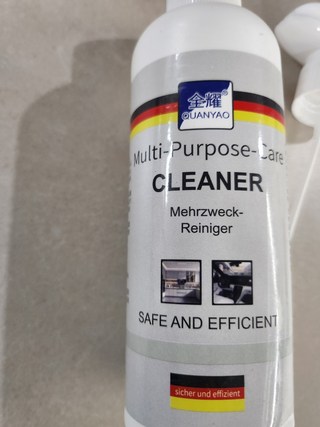 全耀®
QUANYAO
Multi-Purpose-Care
CLEANER
Mehrzweck-
Reiniger
SAFE AND EFFICIENT
sicher und effizient